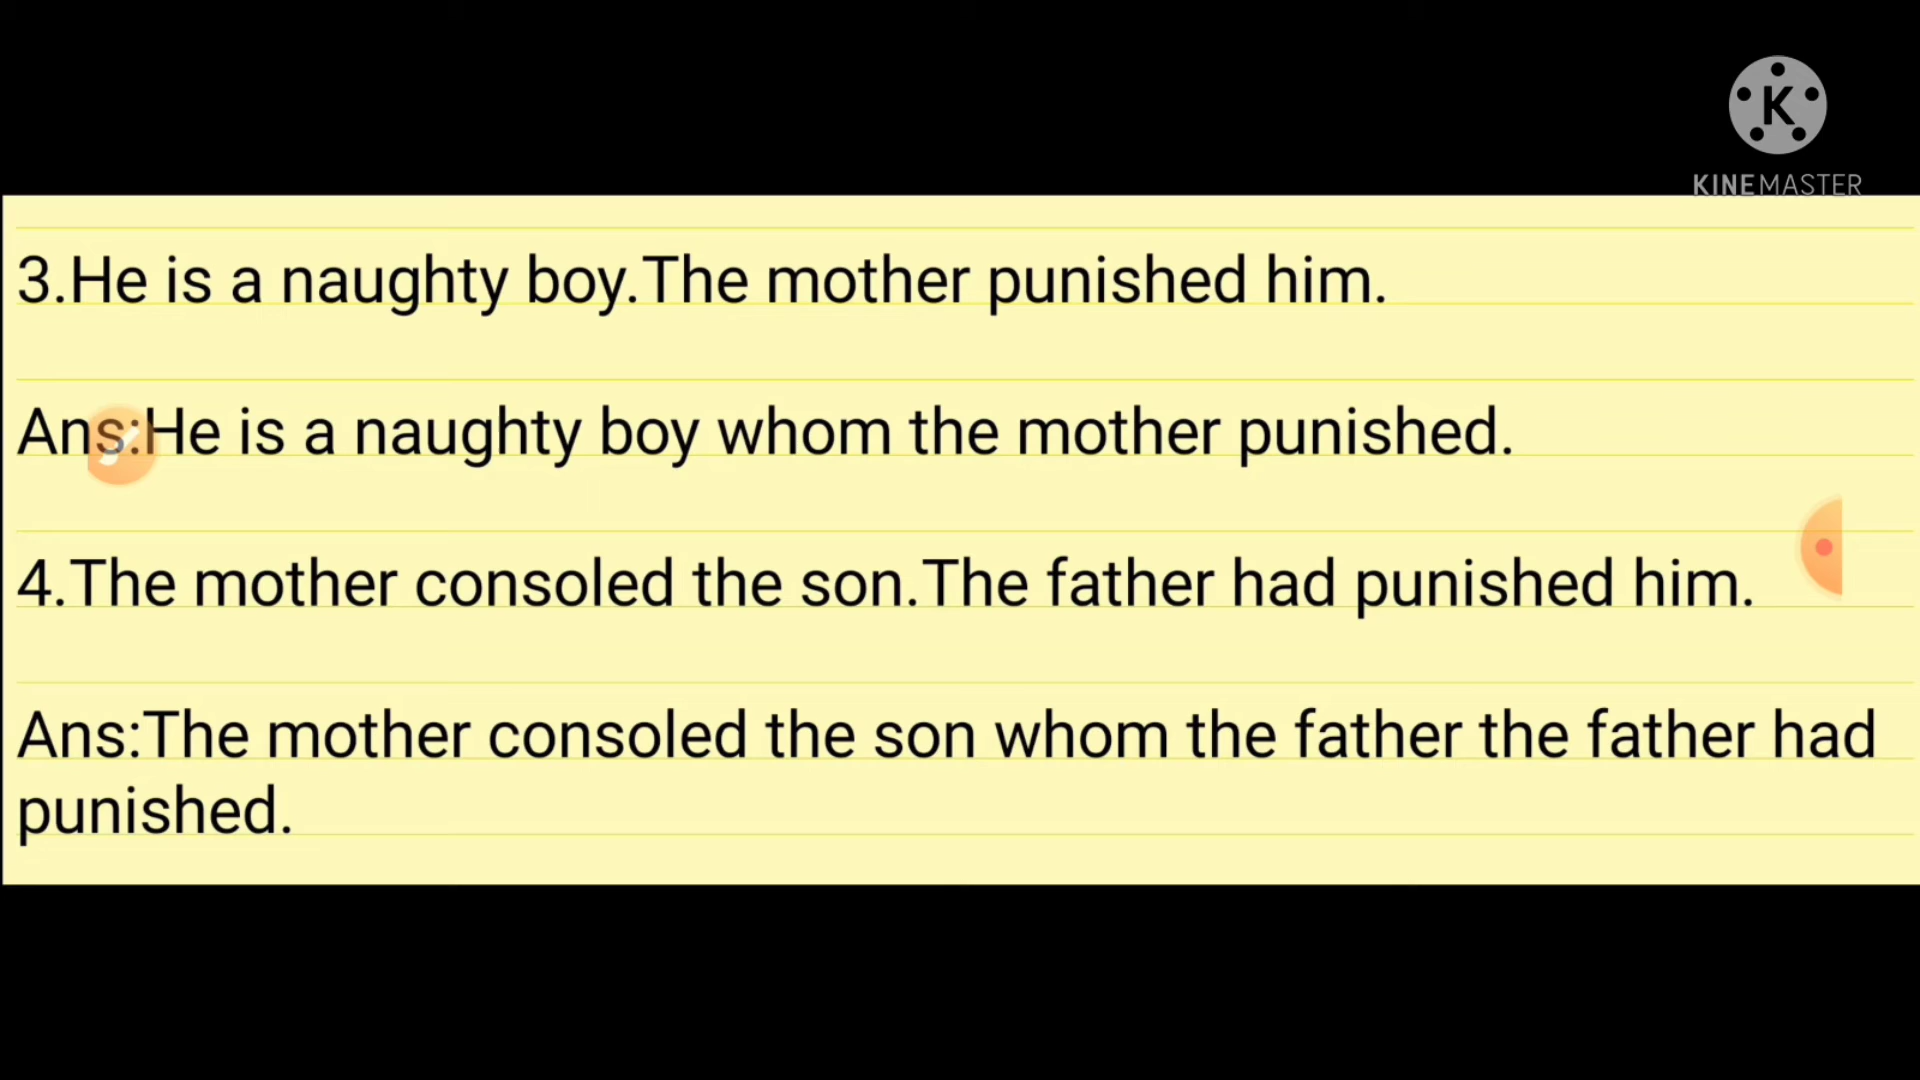 K
KINEMASTER
3.He is a naughty boy.The mother punished him.
Ans:He is a naughty boy whom the mother punished.
4.The mother consoled the son.The father had punished him.
Ans:The mother consoled the son whom the father the father had
punished.